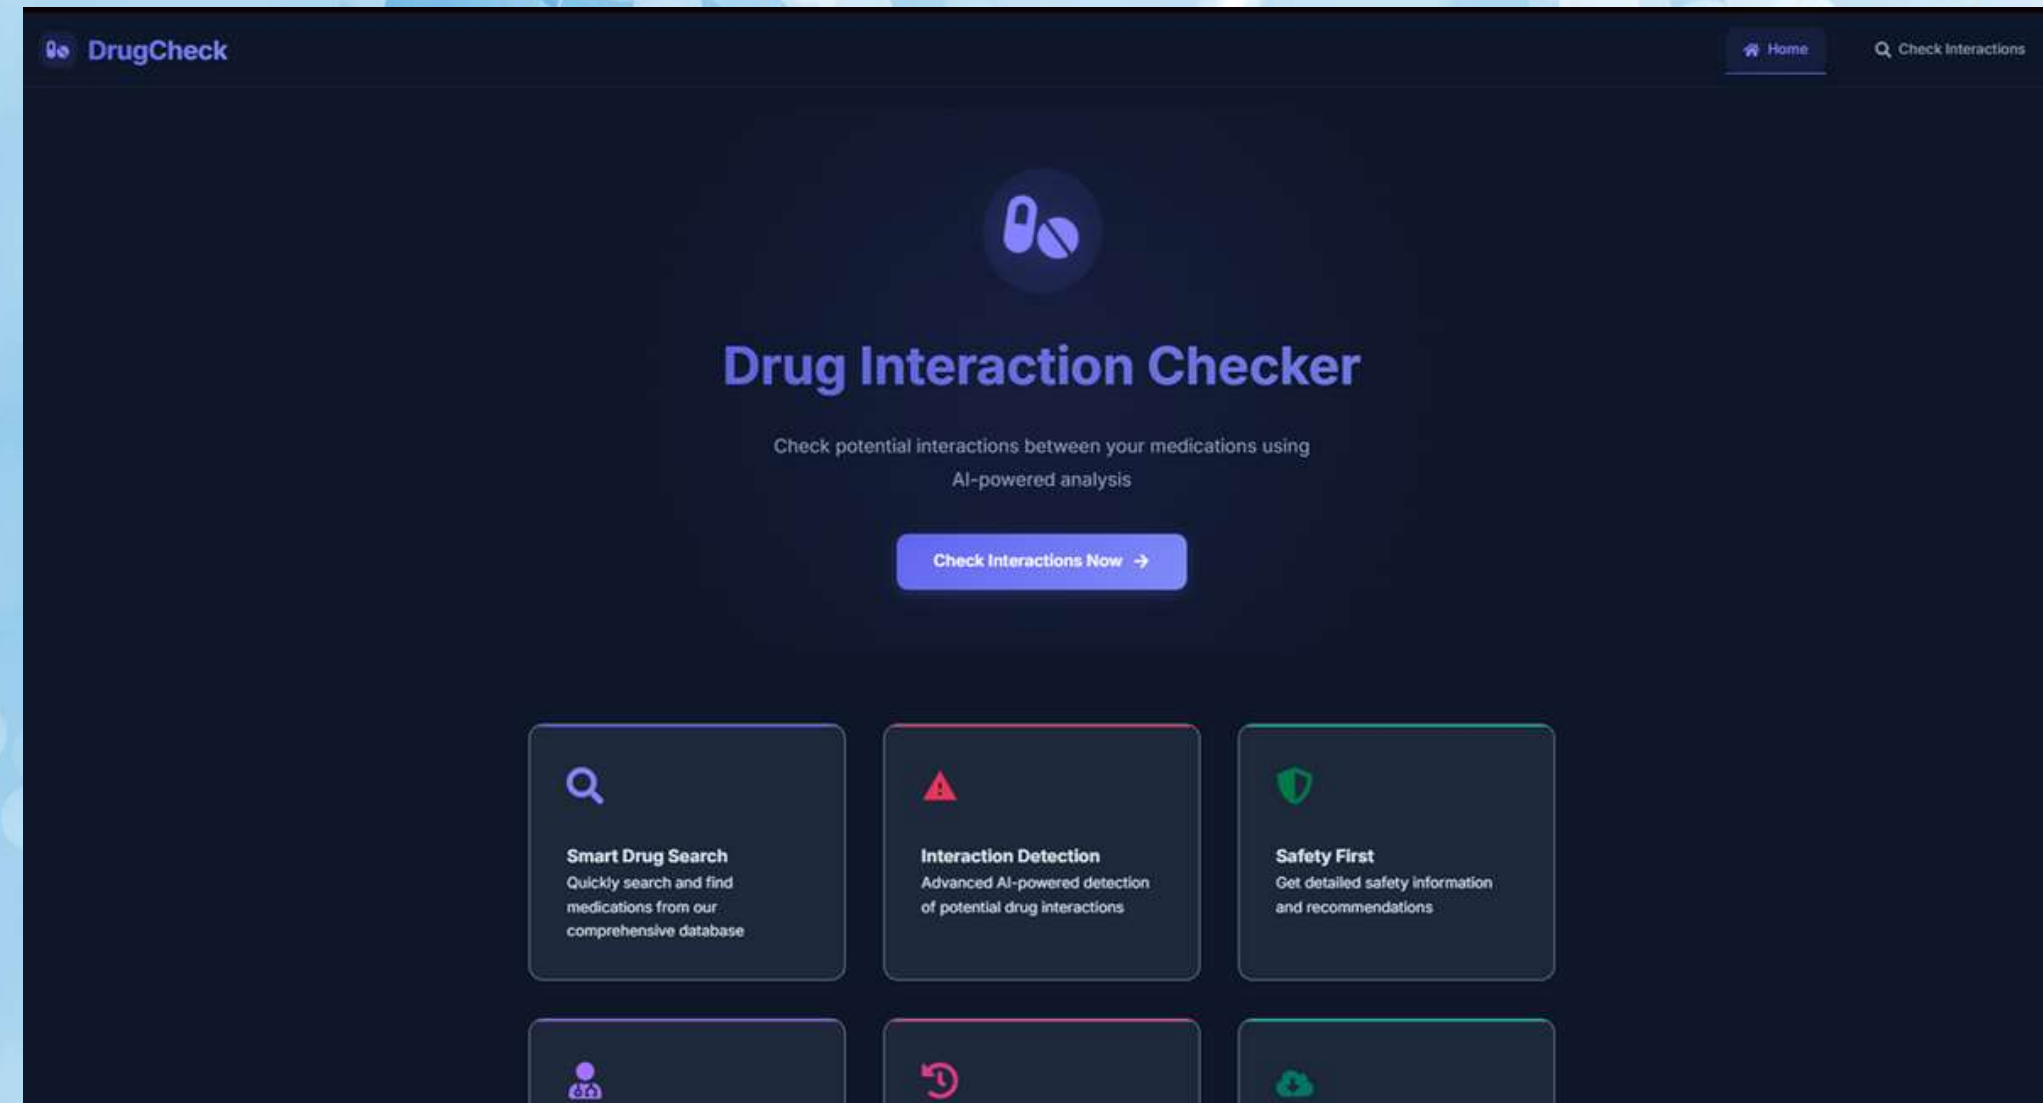 DrugCheck
Home
Check Interactions
Drug Interaction Checker
Check potential interactions between your medications using
AI-powered analysis
Check Interactions Now
Smart Drug Search
Quickly search and find
medications from our
comprehensive database
Interaction Detection
Advanced AI-powered detection
of potential drug interactions
Safety First
Get detailed safety information
and recommendations